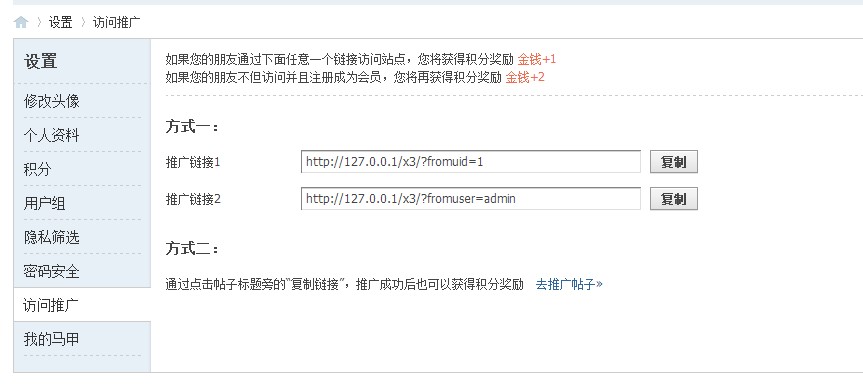 设置 访问推广
设置
修改头像
个人资料
积分
用户组
隐私筛选
密码安全
访问推广
我的马甲
如果您的朋友通过下面任意一个链接访问站点，您将获得积分奖励 金钱+1
如果您的朋友不但访问并且注册成为会员，您将再获得积分奖励 金钱+2
方式一：
推广链接1 http://127.0.0.1/x3/?fromuid=1 复制
推广链接2 http://127.0.0.1/x3/?fromuser=admin 复制
方式二：
通过点击帖子标题旁的“复制链接”，推广成功后也可以获得积分奖励 去推广帖子»